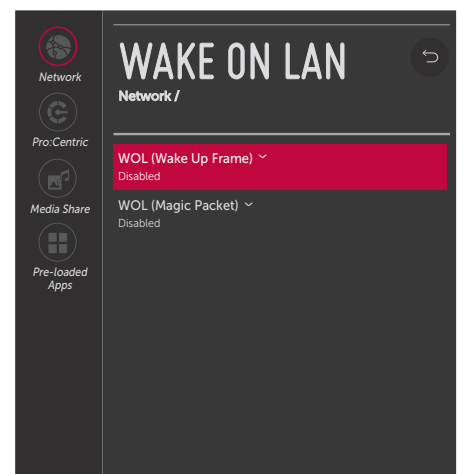 Network
Pro:Centric
Media Share
Pre-loaded
Apps
WAKE ON LAN
Network /
WOL (Wake Up Frame)
Disabled
WOL (Magic Packet)
Disabled